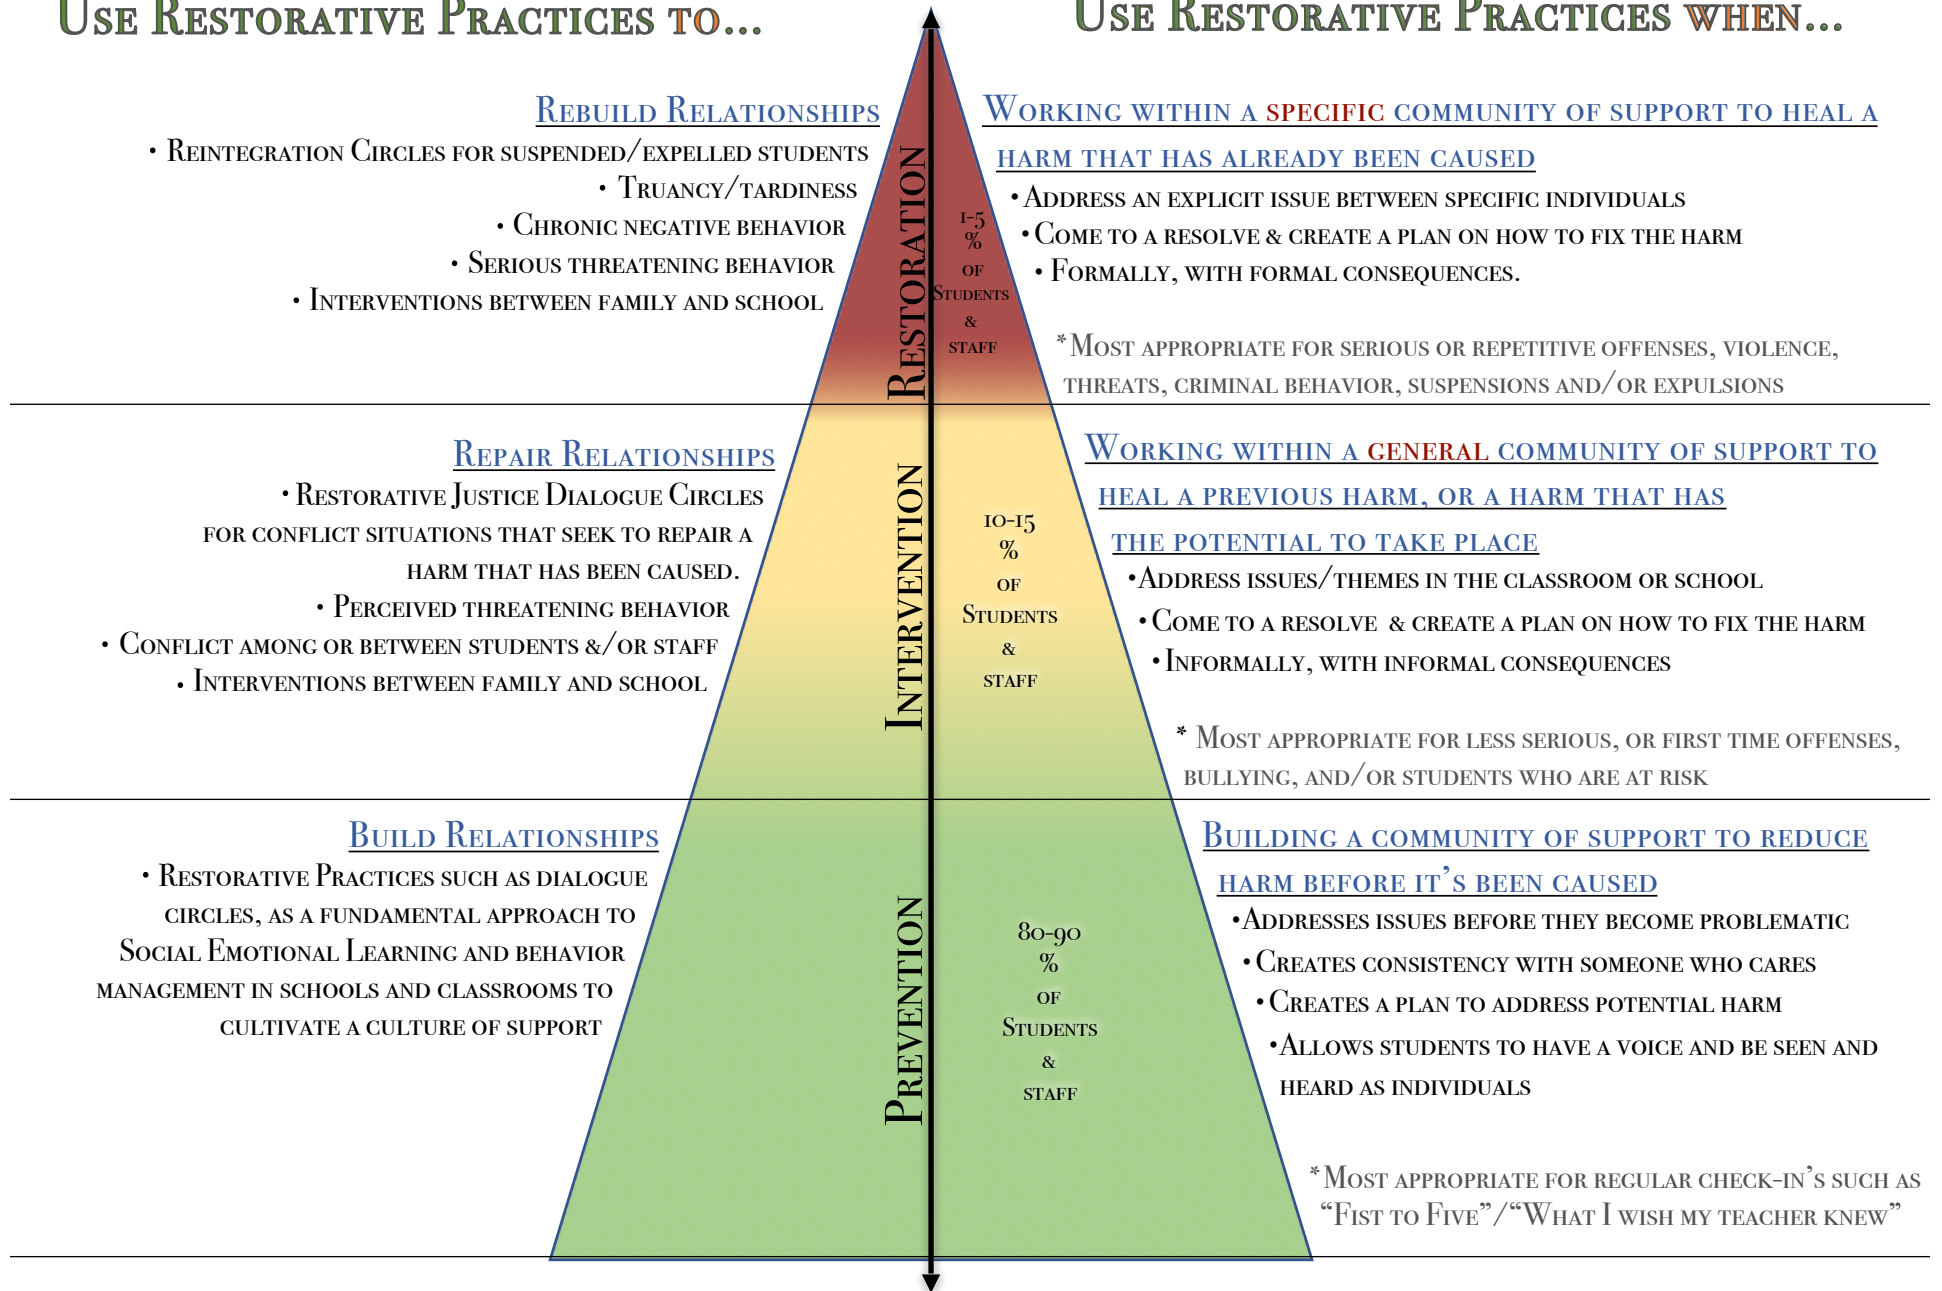 Use Restorative Practices to...
Use Restorative Practices when...
Rebuild Relationships
• Reintegration Circles for suspended/expelled students
• Truancy/tardiness
• Chronic negative behavior
• Serious threatening behavior
• Interventions between family and school
Restoration
1-5
%
of
Students
&
staff
Working within a specific community of support to heal a
harm that has already been caused
• Address an explicit issue between specific individuals
• Come to a resolve & create a plan on how to fix the harm
• Formally, with formal consequences.
*Most appropriate for serious or repetitive offenses, violence,
threats, criminal behavior, suspensions and/or expulsions
Repair Relationships
• Restorative Justice Dialogue Circles
for conflict situations that seek to repair a
harm that has been caused.
• Perceived threatening behavior
• Conflict among or between students &/or staff
• Interventions between family and school
Intervention
10-15
%
of
Students
&
staff
Working within a general community of support to
heal a previous harm, or a harm that has
the potential to take place
• Address issues/themes in the classroom or school
• Come to a resolve & create a plan on how to fix the harm
• Informally, with informal consequences
* Most appropriate for less serious, or first time offenses,
bullying, and/or students who are at risk
Build Relationships
• Restorative Practices such as dialogue
circles, as a fundamental approach to
Social Emotional Learning and behavior
management in schools and classrooms to
cultivate a culture of support
Prevention
80-90
%
of
Students
&
staff
Building a community of support to reduce
harm before it's been caused
• Addresses issues before they become problematic
• Creates consistency with someone who cares
• Creates a plan to address potential harm
• Allows students to have a voice and be seen and
heard as individuals
*Most appropriate for regular check-in's such as
“Fist to Five”/“What I wish my teacher knew”